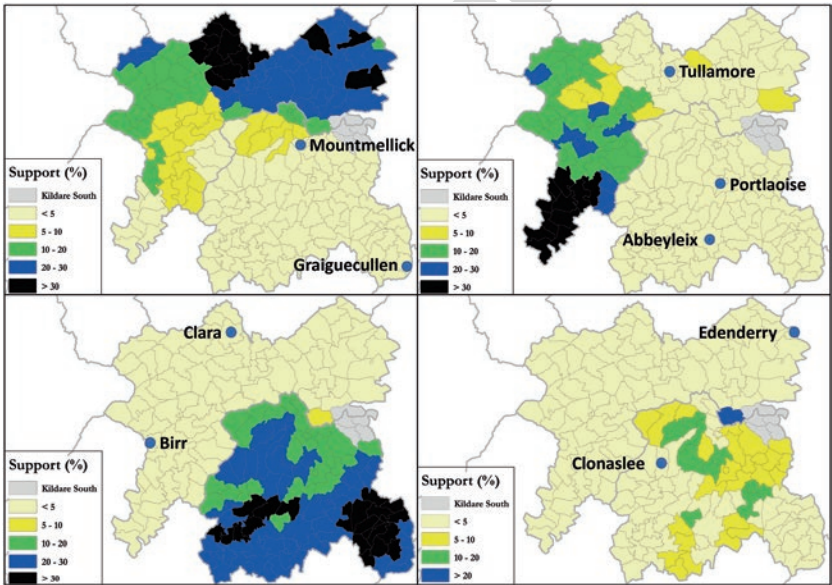 Mountmellick
Graiguecullen
Support (%)
Kildare South
< 5
5 - 10
10 - 20
20 - 30
> 30
Tullamore
Portlaoise
Abbeyleix
Support (%)
Kildare South
< 5
5 - 10
10 - 20
20 - 30
> 30
Clara
Birr
Support (%)
Kildare South
< 5
5 - 10
10 - 20
20 - 30
> 30
Edenderry
Clonaslee
Support (%)
Kildare South
< 5
5 - 10
10 - 20
> 20